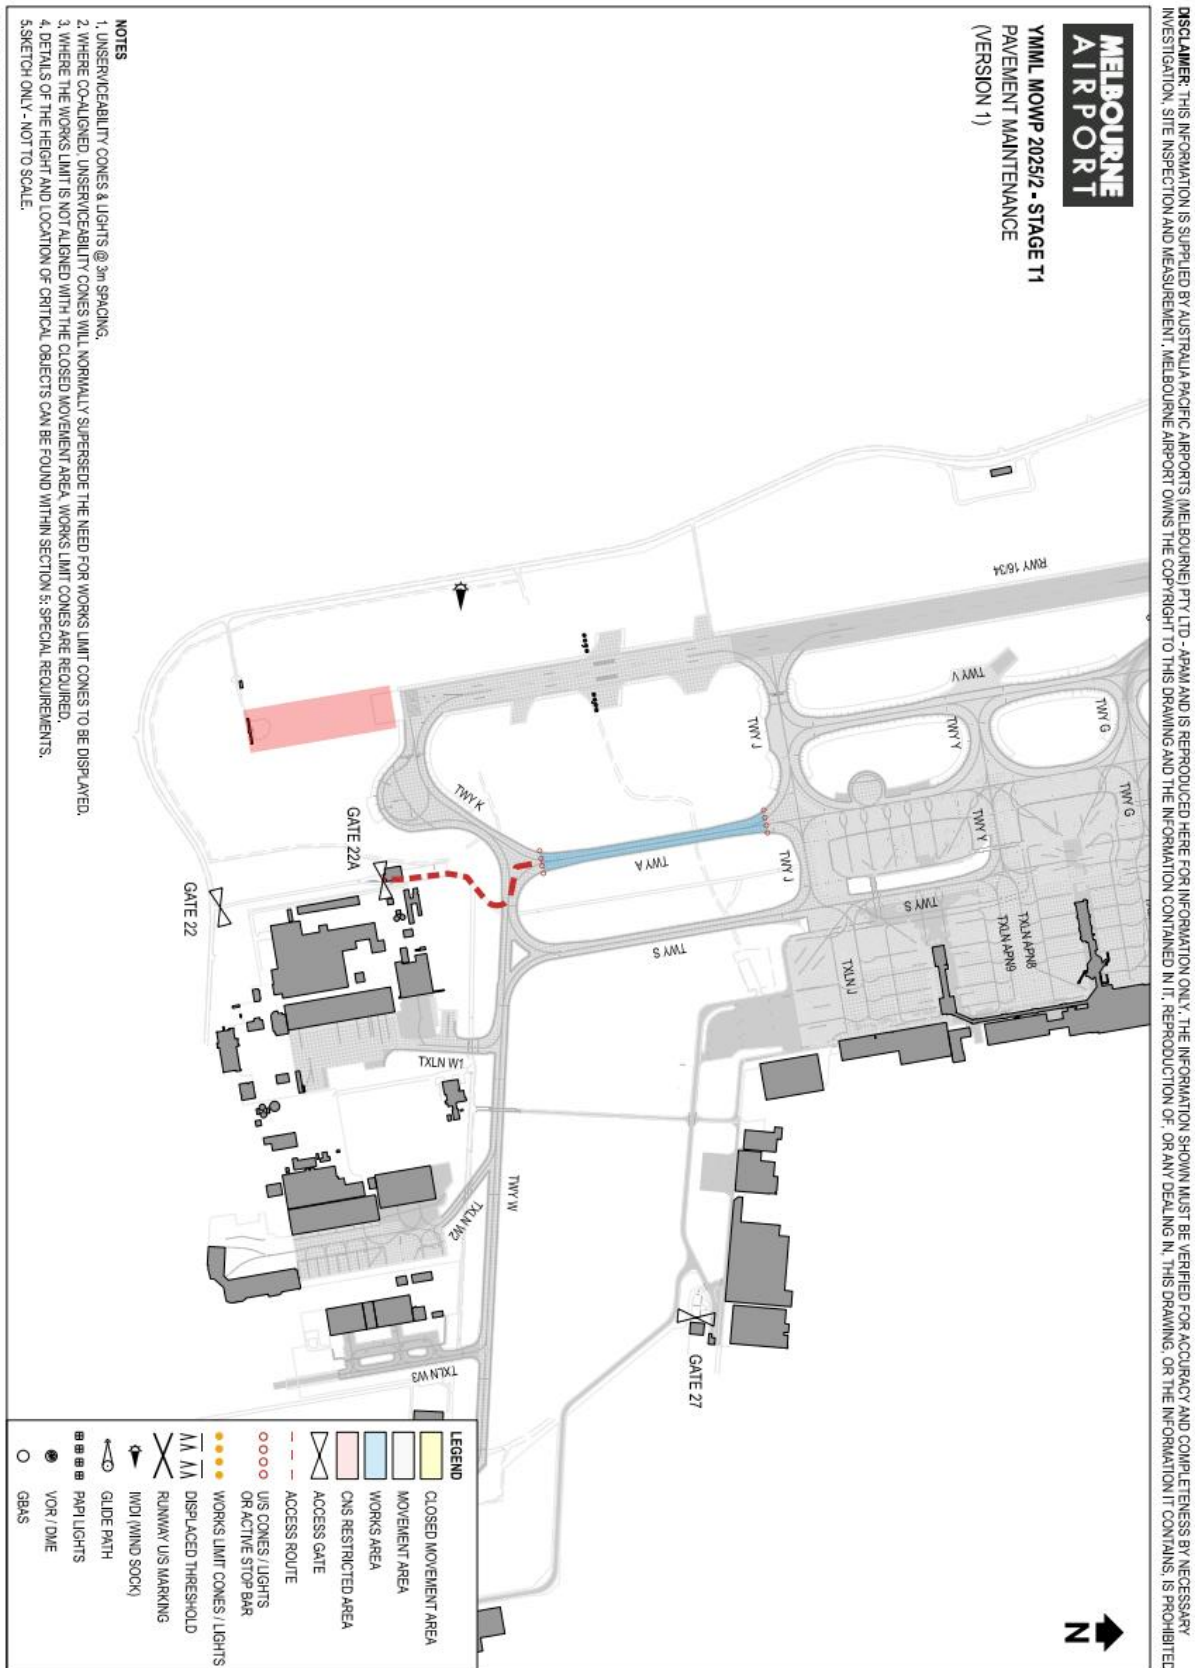 DISCLAIMER: THIS INFORMATION IS SUPPLIED BY AUSTRALIA PACIFIC AIRPORTS (MELBOURNE) PTY LTD - APAM AND IS REPRODUCED HERE FOR INFORMATION ONLY. THE INFORMATION SHOWN MUST BE VERIFIED FOR ACCURACY AND COMPLETENESS BY NECESSARY
INVESTIGATION, SITE INSPECTION AND MEASUREMENT. MELBOURNE AIRPORT OWNS THE COPYRIGHT TO THIS DRAWING AND THE INFORMATION CONTAINED IN IT. REPRODUCTION OF, OR ANY DEALING IN, THIS DRAWING, OR THE INFORMATION IT CONTAINS, IS PROHIBITED
MELBOURNE
AIRPORT
YMML MOWP 2025/2 - STAGE T1
PAVEMENT MAINTENANCE
(VERSION 1)
N
RWY 16/34
TWY V
TWY G
TWY J
TWY Y
TWY G
TWY Y
TWY K
TWY A
TWY J
TWY S
TXLN APN8
TXLN APN9
TXLN J
TWY S
GATE 22A
GATE 22
TXLN W1
TWY W
TXLN W2
TXLN W3
GATE 27
NOTES
1. UNSERVICEABILITY CONES & LIGHTS @ 3m SPACING.
2. WHERE CO-ALIGNED, UNSERVICEABILITY CONES WILL NORMALLY SUPERSEDE THE NEED FOR WORKS LIMIT CONES TO BE DISPLAYED.
3. WHERE THE WORKS LIMIT IS NOT ALIGNED WITH THE CLOSED MOVEMENT AREA, WORKS LIMIT CONES ARE REQUIRED.
4. DETAILS OF THE HEIGHT AND LOCATION OF CRITICAL OBJECTS CAN BE FOUND WITHIN SECTION 5: SPECIAL REQUIREMENTS.
5.SKETCH ONLY - NOT TO SCALE.
LEGEND
CLOSED MOVEMENT AREA
MOVEMENT AREA
WORKS AREA
CNS RESTRICTED AREA
ACCESS GATE
ACCESS ROUTE
U/S CONES / LIGHTS
OR ACTIVE STOP BAR
WORKS LIMIT CONES / LIGHTS
DISPLACED THRESHOLD
RUNWAY U/S MARKING
IWDI (WIND SOCK)
GLIDE PATH
PAPI LIGHTS
VOR / DME
GBAS